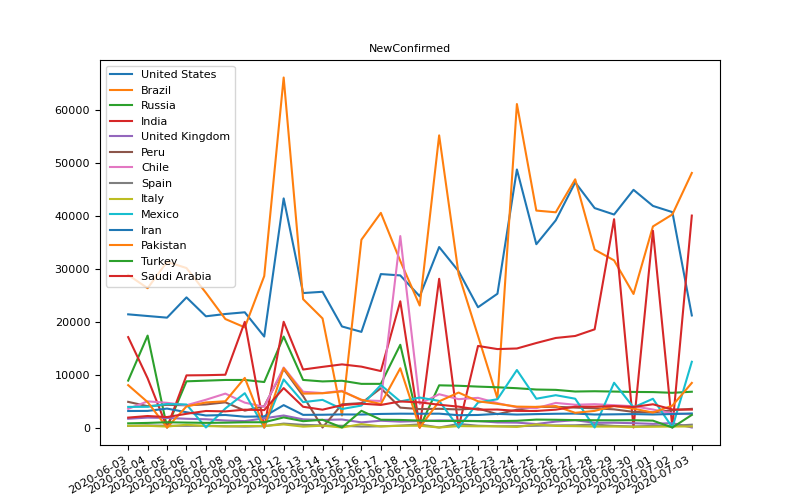 NewConfirmed
United States
Brazil
Russia
India
United Kingdom
Peru
Chile
Spain
Italy
Mexico
Iran
Pakistan
Turkey
Saudi Arabia
60000
50000
40000
30000
20000
10000
0
2020-06-03
2020-06-04
2020-06-05
2020-06-06
2020-06-07
2020-06-08
2020-06-09
2020-06-10
2020-06-12
2020-06-13
2020-06-14
2020-06-15
2020-06-16
2020-06-17
2020-06-18
2020-06-19
2020-06-20
2020-06-21
2020-06-22
2020-06-23
2020-06-24
2020-06-25
2020-06-26
2020-06-27
2020-06-28
2020-06-29
2020-06-30
2020-07-01
2020-07-02
2020-07-03